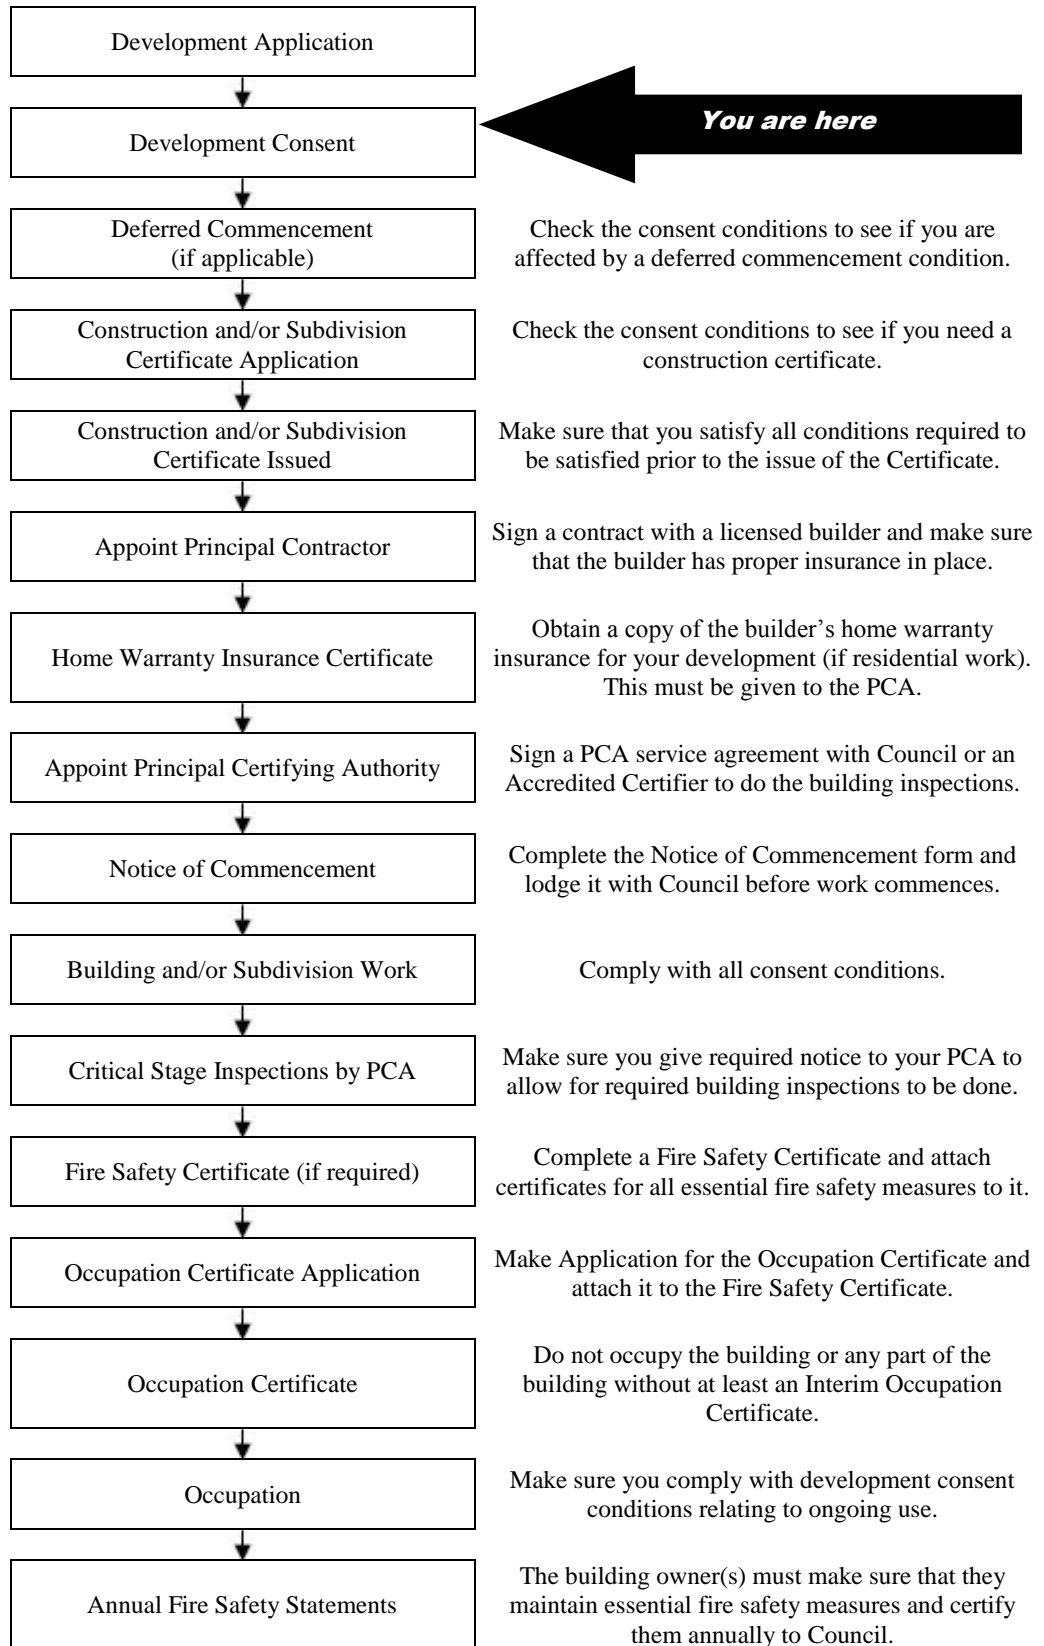 Development Application
Development Consent
You are here
Deferred Commencement
(if applicable)
Check the consent conditions to see if you are
affected by a deferred commencement condition.
Construction and/or Subdivision
Certificate Application
Check the consent conditions to see if you need a
construction certificate.
Construction and/or Subdivision
Certificate Issued
Make sure that you satisfy all conditions required to
be satisfied prior to the issue of the Certificate.
Appoint Principal Contractor
Sign a contract with a licensed builder and make sure
that the builder has proper insurance in place.
Home Warranty Insurance Certificate
Obtain a copy of the builder’s home warranty
insurance for your development (if residential work).
This must be given to the PCA.
Appoint Principal Certifying Authority
Sign a PCA service agreement with Council or an
Accredited Certifier to do the building inspections.
Notice of Commencement
Complete the Notice of Commencement form and
lodge it with Council before work commences.
Building and/or Subdivision Work
Comply with all consent conditions.
Critical Stage Inspections by PCA
Make sure you give required notice to your PCA to
allow for required building inspections to be done.
Fire Safety Certificate (if required)
Complete a Fire Safety Certificate and attach
certificates for all essential fire safety measures to it.
Occupation Certificate Application
Make Application for the Occupation Certificate and
attach it to the Fire Safety Certificate.
Occupation Certificate
Do not occupy the building or any part of the
building without at least an Interim Occupation
Certificate.
Occupation
Make sure you comply with development consent
conditions relating to ongoing use.
Annual Fire Safety Statements
The building owner(s) must make sure that they
maintain essential fire safety measures and certify
them annually to Council.